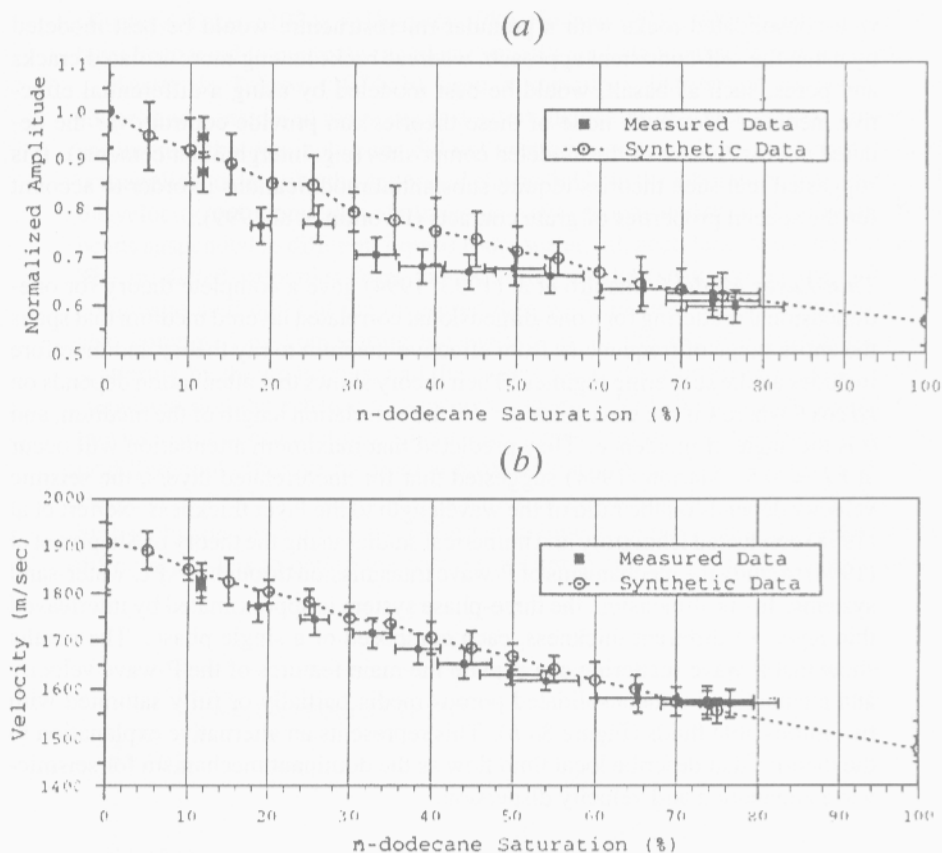 (a)
1.1
1.0
0.9
0.8
0.7
0.6
0.5
Normalized Amplitude
Measured Data
Synthetic Data
0 10 20 30 40 50 60 70 80 90 100
n-dodecane Saturation (%)
(b)
2000
1900
1800
1700
1600
1500
1400
Velocity (m/sec)
Measured Data
Synthetic Data
0 10 20 30 40 50 60 70 80 90 100
n-dodecane Saturation (%)